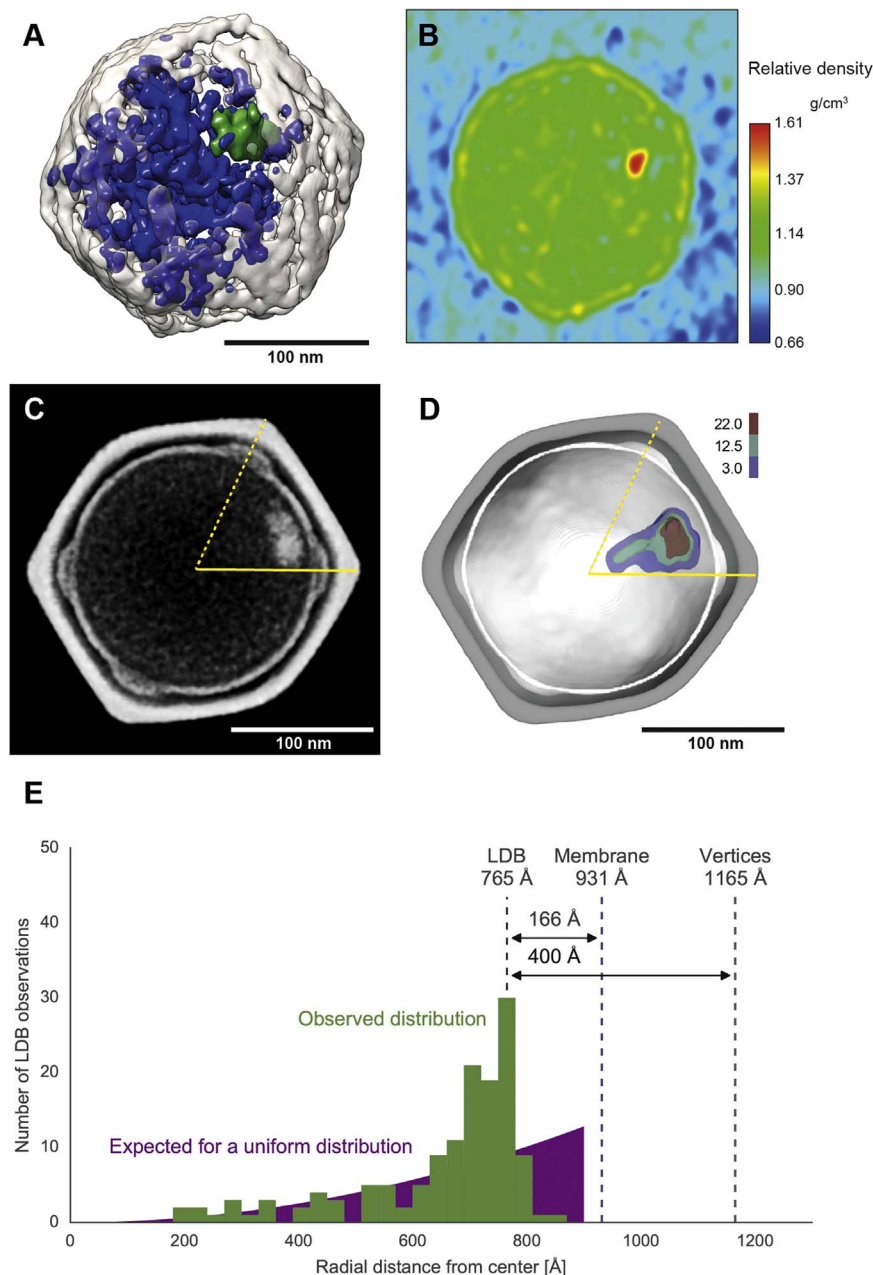 A
100 nm
B
Relative density
g/cm³
1.61
1.37
1.14
0.90
0.66
C
100 nm
D
22.0
12.5
3.0
100 nm
E
Number of LDB observations
50
40
30
20
10
0
LDB
765 Å
Membrane
931 Å
Vertices
1165 Å
166 Å
400 Å
Observed distribution
Expected for a uniform distribution
0
200
400
600
800
1000
1200
Radial distance from center [Å]